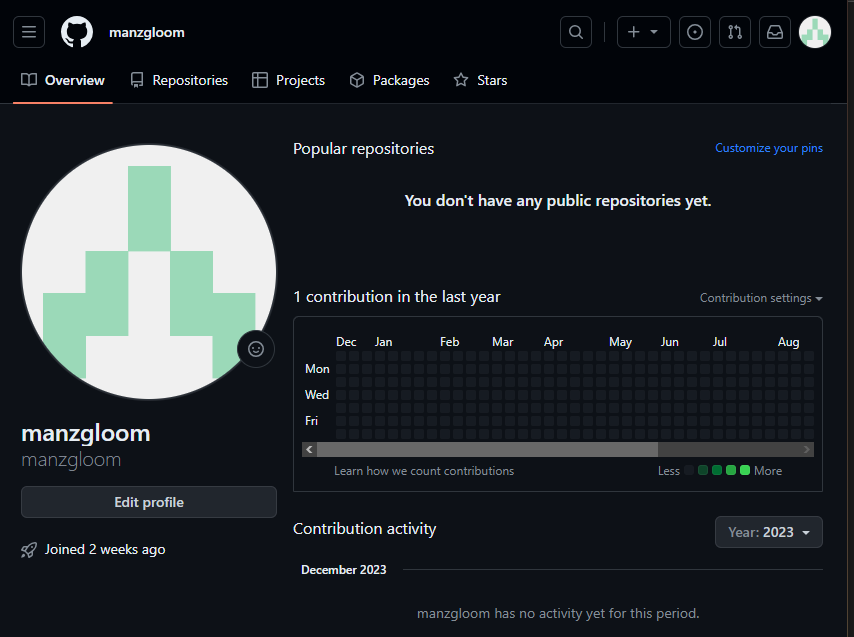 manzgloom
Overview Repositories Projects Packages Stars
Popular repositories Customize your pins
You don't have any public repositories yet.
1 contribution in the last year Contribution settings
Dec Jan Feb Mar Apr May Jun Jul Aug
Mon
Wed
Fri
Learn how we count contributions Less More
manzgloom
manzgloom
Edit profile
Joined 2 weeks ago
Contribution activity Year: 2023
December 2023
manzgloom has no activity yet for this period.